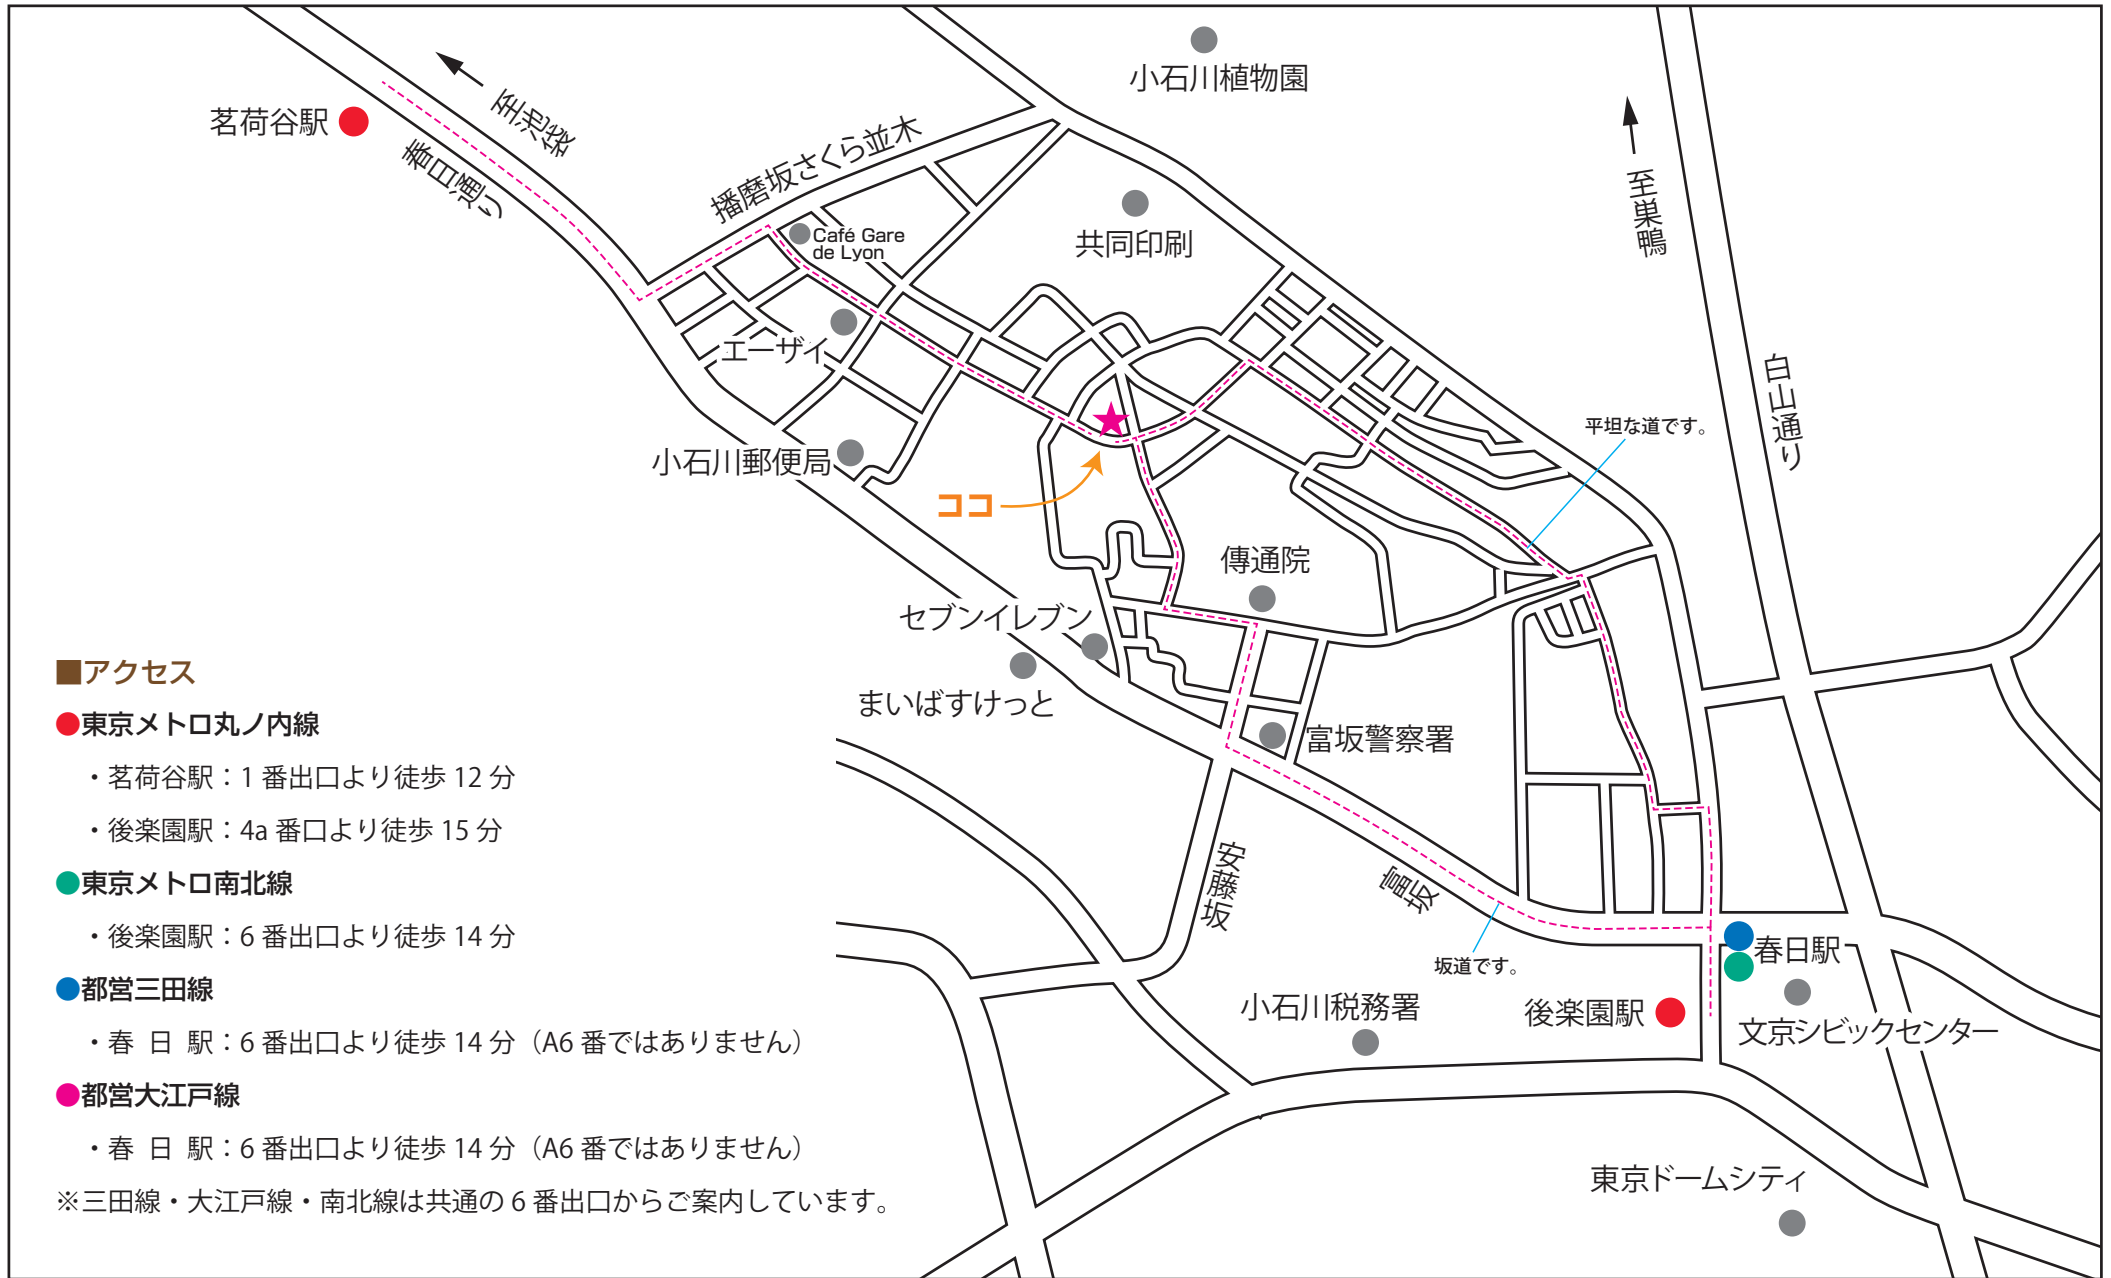 小石川植物園
至池袋
茗荷谷駅
春日通り
播磨坂さくら並木
至巣鴨
共同印刷
Café Gare
de Lyon
エーザイ
白山通り
平坦な道です。
小石川郵便局
ココ
傳通院
セブンイレブン
まいばすけっと
富坂警察署
安藤坂
富坂
坂道です。
春日駅
小石川税務署
後楽園駅
文京シビックセンター
東京ドームシティ
■アクセス
●東京メトロ丸ノ内線
・茗荷谷駅：1 番出口より徒歩 12 分
・後楽園駅：4a 番口より徒歩 15 分
●東京メトロ南北線
・後楽園駅：6 番出口より徒歩 14 分
●都営三田線
・春 日 駅：6 番出口より徒歩 14 分（A6 番ではありません）
●都営大江戸線
・春 日 駅：6 番出口より徒歩 14 分（A6 番ではありません）
※三田線・大江戸線・南北線は共通の 6 番出口からご案内しています。